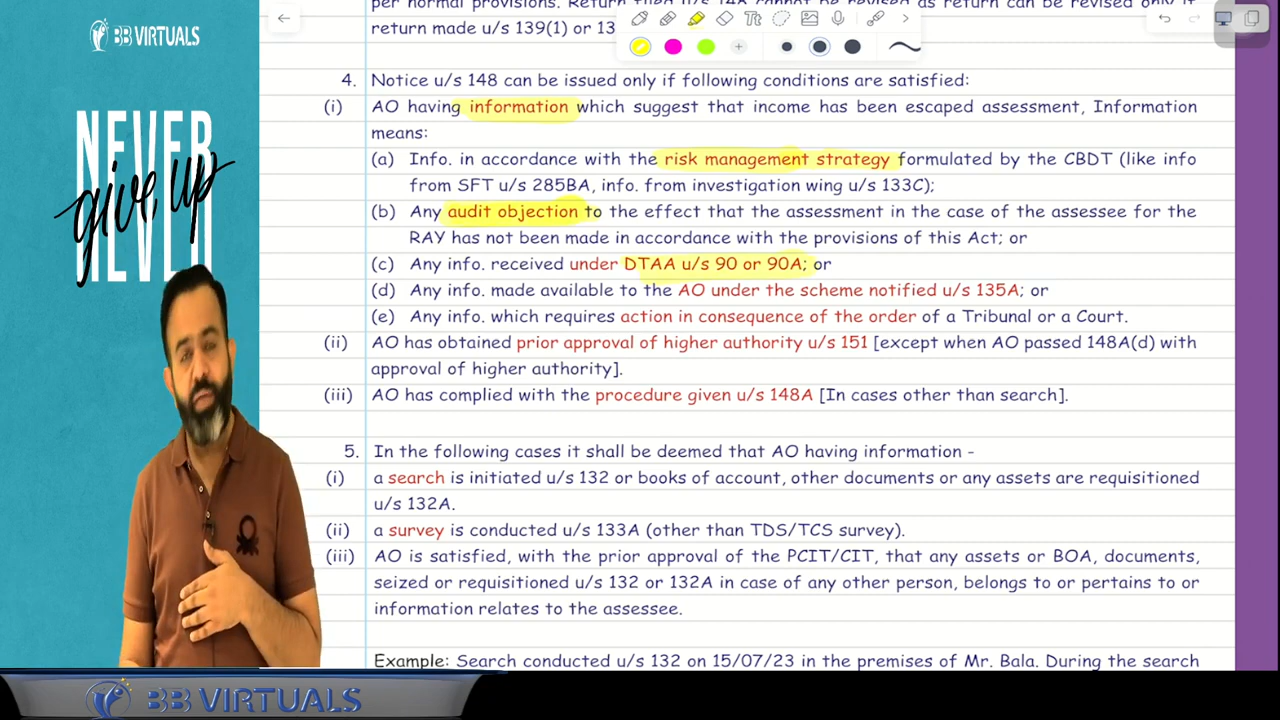 BB VIRTUALS
NEVER
give up
NEVER
return made u/s 139(1) or 13
4. Notice u/s 148 can be issued only if following conditions are satisfied:
(i) AO having information which suggest that income has been escaped assessment, Information
means:
(a) Info. in accordance with the risk management strategy formulated by the CBDT (like info
from SFT u/s 285BA, info. from investigation wing u/s 133C);
(b) Any audit objection to the effect that the assessment in the case of the assessee for the
RAY has not been made in accordance with the provisions of this Act; or
(c) Any info. received under DTAA u/s 90 or 90A; or
(d) Any info. made available to the AO under the scheme notified u/s 135A; or
(e) Any info. which requires action in consequence of the order of a Tribunal or a Court.
(ii) AO has obtained prior approval of higher authority u/s 151 [except when AO passed 148A(d) with
approval of higher authority].
(iii) AO has complied with the procedure given u/s 148A [In cases other than search].
5. In the following cases it shall be deemed that AO having information -
(i) a search is initiated u/s 132 or books of account, other documents or any assets are requisitioned
u/s 132A.
(ii) a survey is conducted u/s 133A (other than TDS/TCS survey).
(iii) AO is satisfied, with the prior approval of the PCIT/CIT, that any assets or BOA, documents,
seized or requisitioned u/s 132 or 132A in case of any other person, belongs to or pertains to or
information relates to the assessee.
Example: Search conducted u/s 132 on 15/07/23 in the premises of Mr. Bala. During the search
BB VIRTUALS